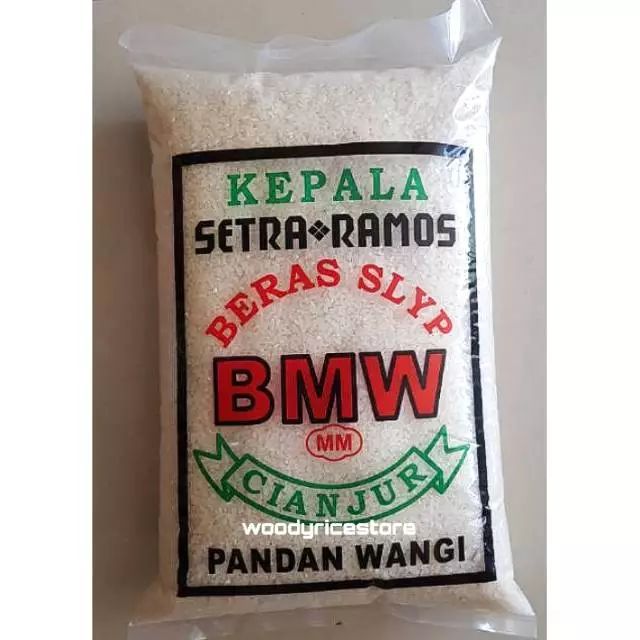 KEPALA
SETRA❖RAMOS
BERAS SLYP
BMW
MM
CIANJUR
woodyricestore
PANDAN WANGI